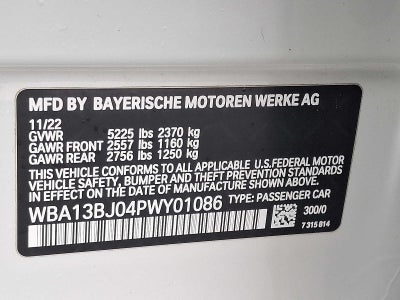 MFD BY BAYERISCHE MOTOREN WERKE AG
11/22
GVWR 5225 lbs 2370 kg
GAWR FRONT 2557 lbs 1160 kg
GAWR REAR 2756 lbs 1250 kg
THIS VEHICLE CONFORMS TO ALL APPLICABLE U.S.FEDERAL MOTOR
VEHICLE SAFETY, BUMPER AND THEFT PREVENTION STANDARDS
IN EFFECT ON THE DATE OF MANUFACTURE SHOWN ABOVE.
WBA13BJ04PWY01086 TYPE: PASSENGER CAR
300/0
7 315 814